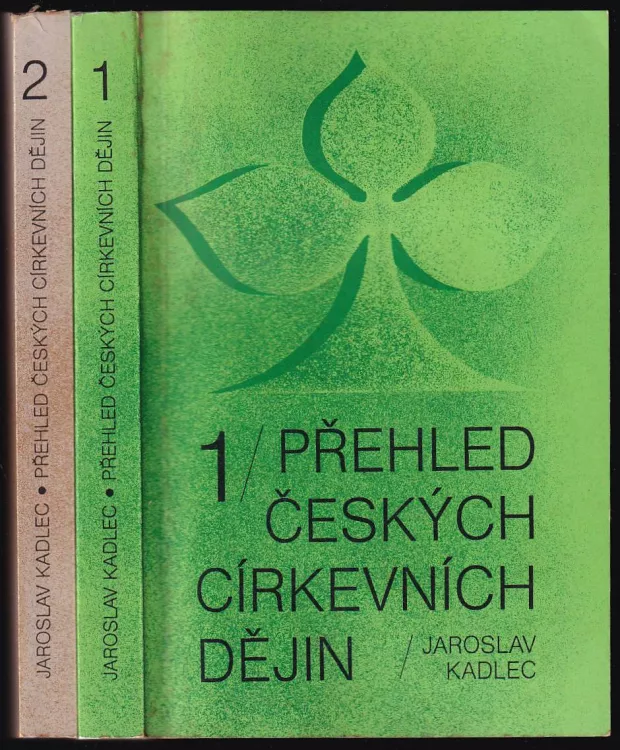 2
JAROSLAV KADLEC • PŘEHLED ČESKÝCH CÍRKEVNÍCH DĚJIN
1
JAROSLAV KADLEC • PŘEHLED ČESKÝCH CÍRKEVNÍCH DĚJIN
1/PŘEHLED
ČESKÝCH
CÍRKEVNÍCH
DĚJIN /JAROSLAV
KADLEC